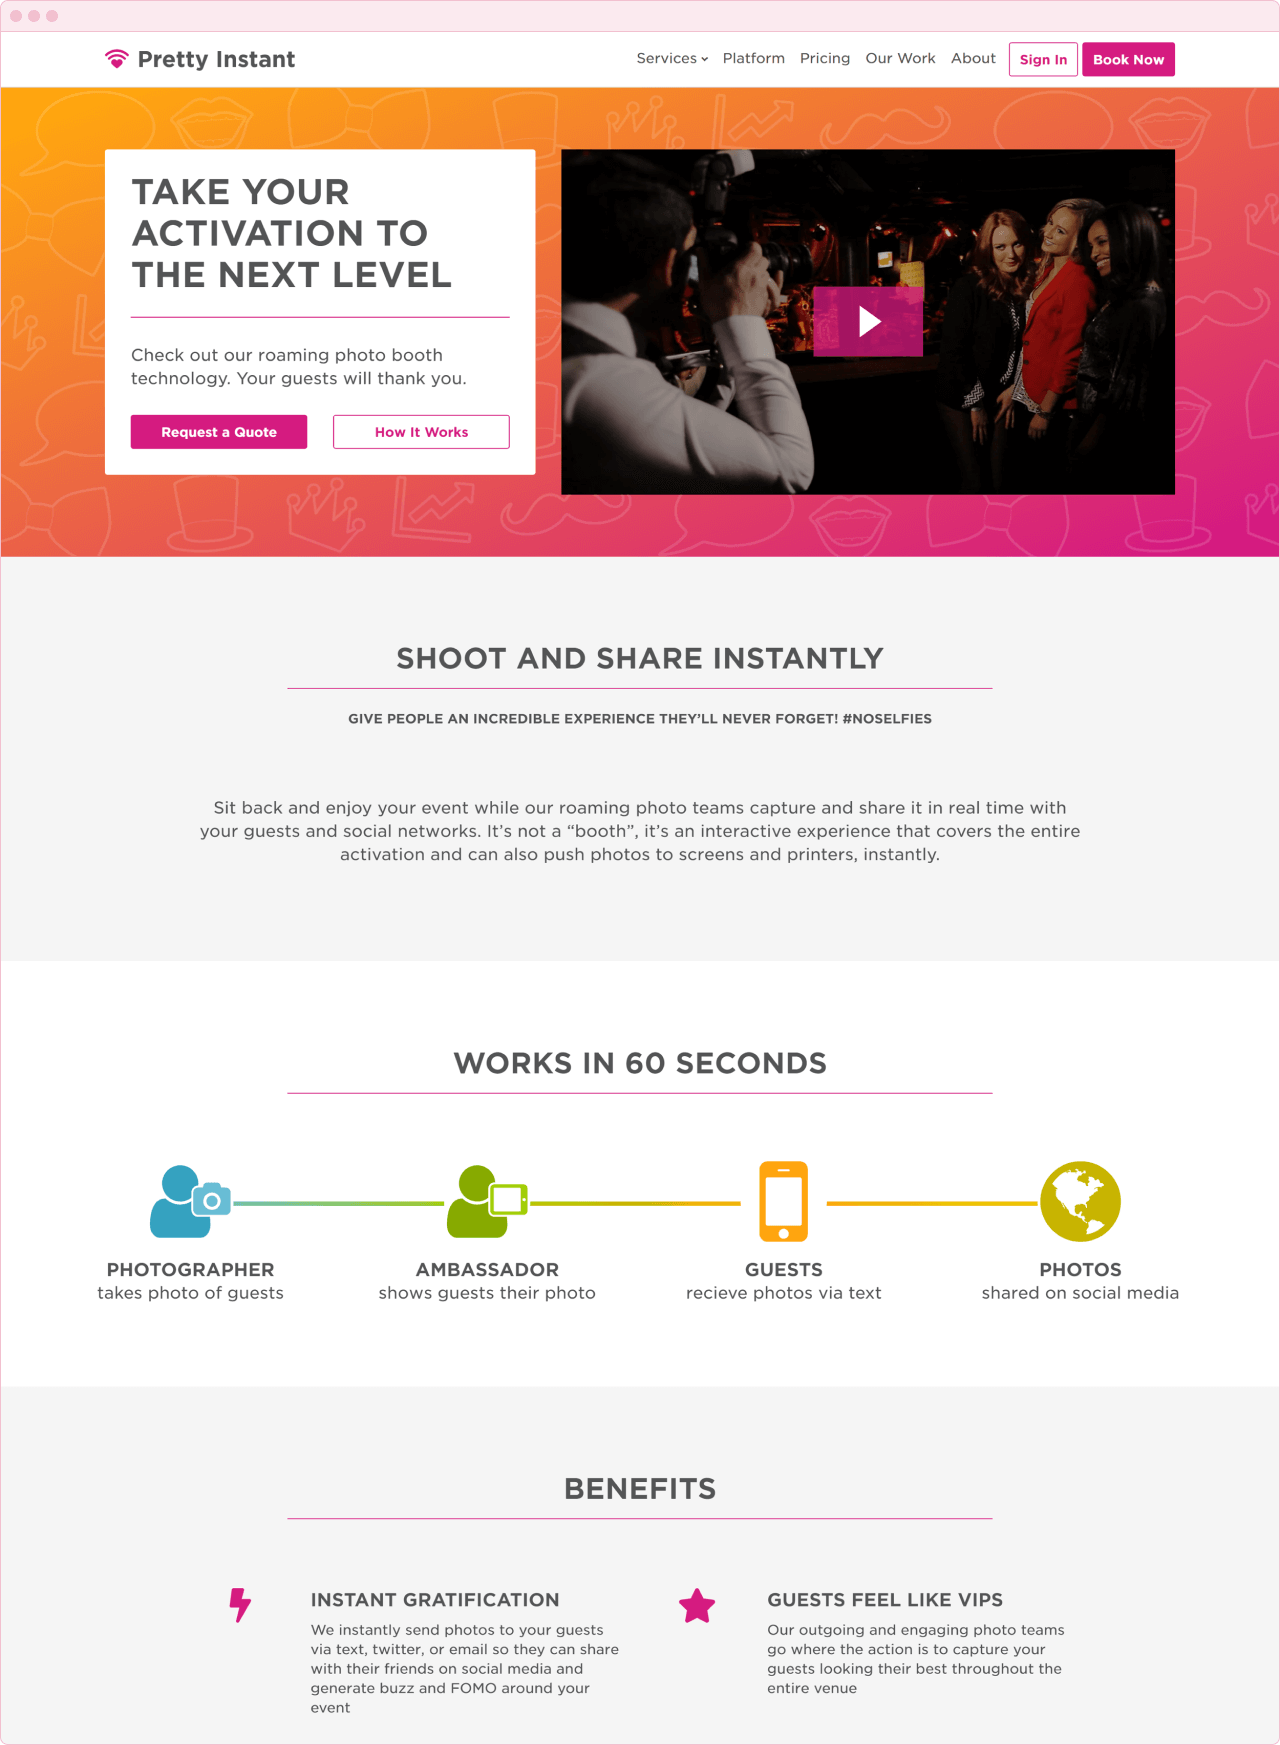 Pretty Instant
Services Platform Pricing Our Work About Sign In Book Now
TAKE YOUR
ACTIVATION TO
THE NEXT LEVEL
Check out our roaming photo booth
technology. Your guests will thank you.
Request a Quote How It Works
SHOOT AND SHARE INSTANTLY
GIVE PEOPLE AN INCREDIBLE EXPERIENCE THEY’LL NEVER FORGET! #NOSELFIES
Sit back and enjoy your event while our roaming photo teams capture and share it in real time with
your guests and social networks. It’s not a “booth”, it’s an interactive experience that covers the entire
activation and can also push photos to screens and printers, instantly.
WORKS IN 60 SECONDS
PHOTOGRAPHER
takes photo of guests
AMBASSADOR
shows guests their photo
GUESTS
recieve photos via text
PHOTOS
shared on social media
BENEFITS
INSTANT GRATIFICATION
We instantly send photos to your guests
via text, twitter, or email so they can share
with their friends on social media and
generate buzz and FOMO around your
event
GUESTS FEEL LIKE VIPS
Our outgoing and engaging photo teams
go where the action is to capture your
guests looking their best throughout the
entire venue